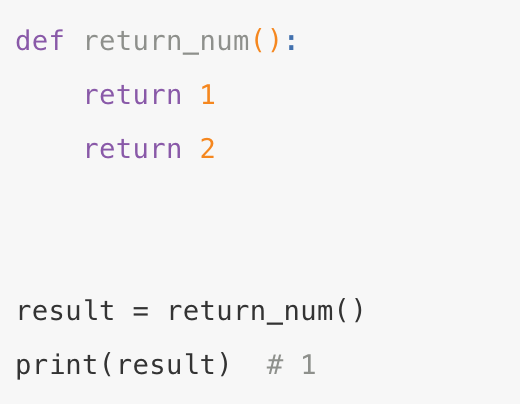 def return_num():
    return 1
    return 2
result = return_num()
print(result)  # 1